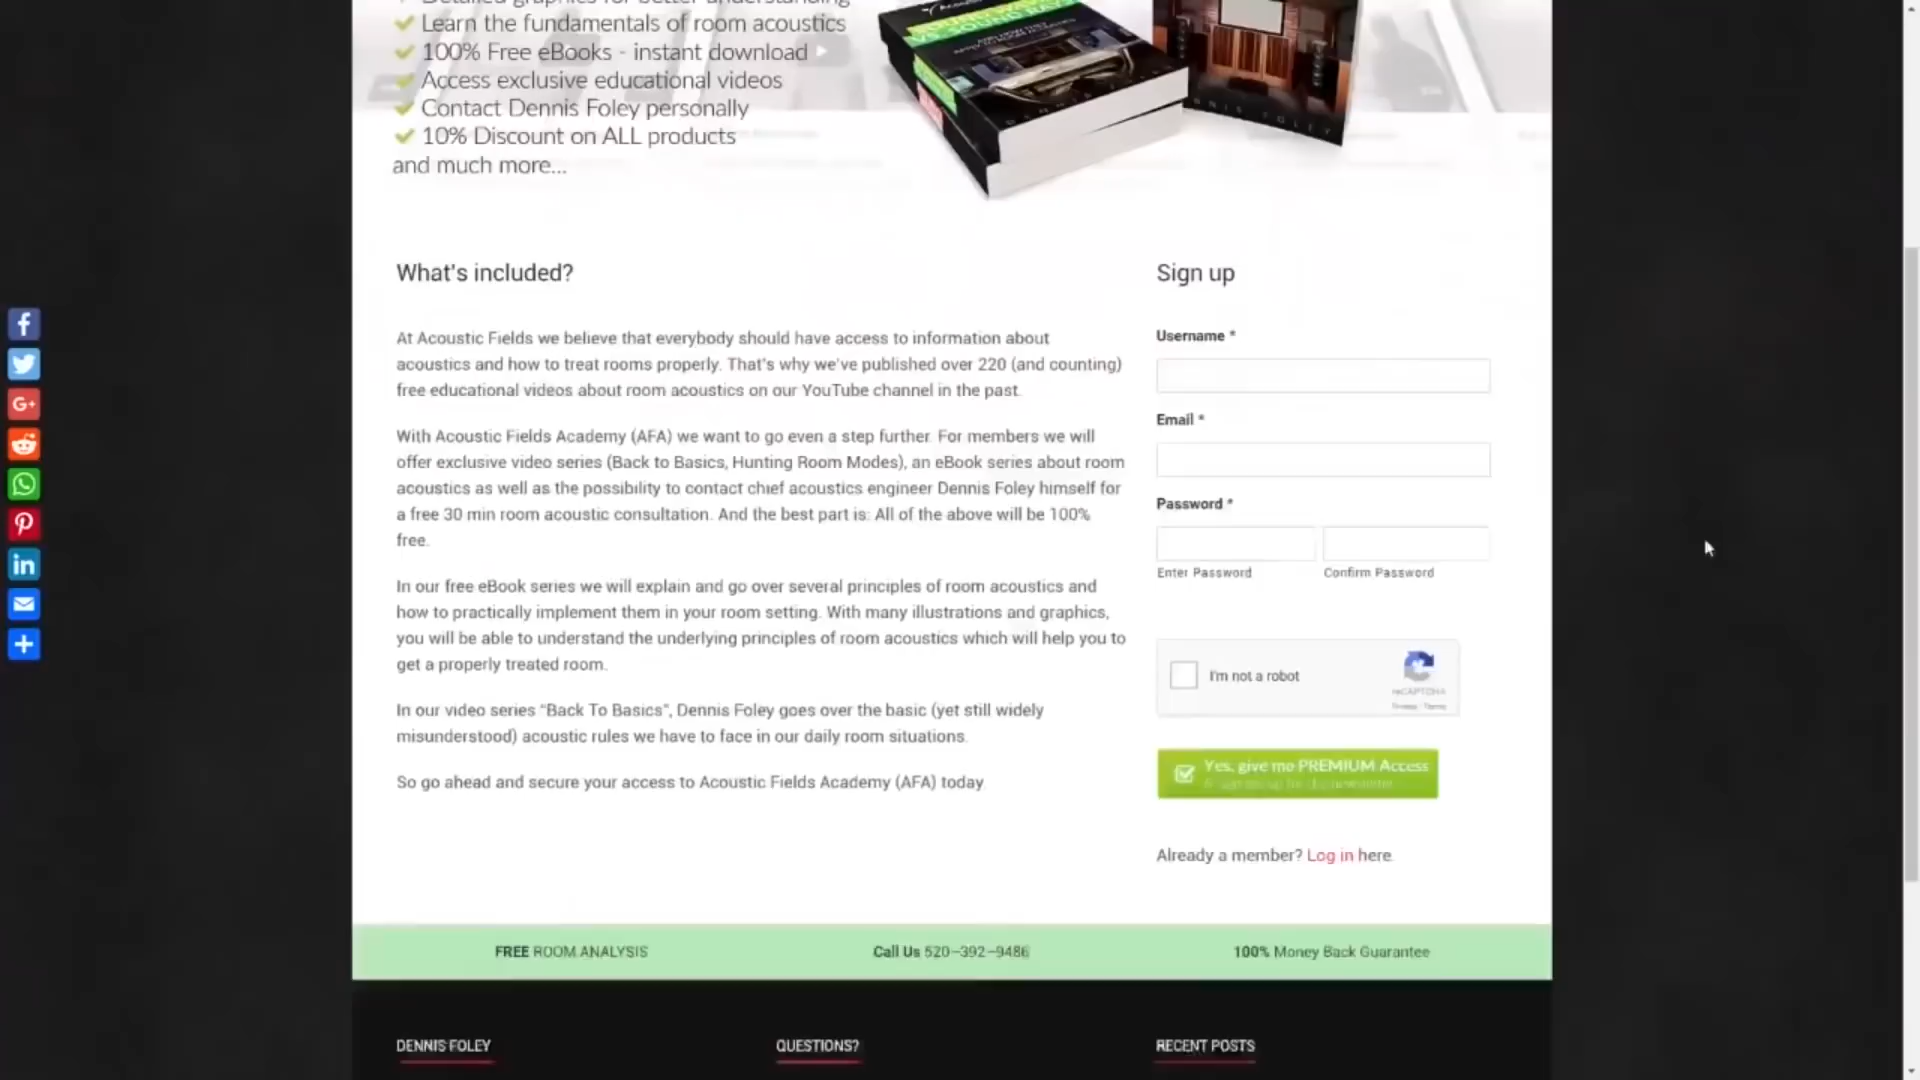 Detailed graphics for better understanding
Learn the fundamentals of room acoustics
100% Free eBooks - instant download
Access exclusive educational videos
Contact Dennis Foley personally
10% Discount on ALL products
and much more...
What's included?
At Acoustic Fields we believe that everybody should have access to information about
acoustics and how to treat rooms properly. That's why we've published over 220 (and counting)
free educational videos about room acoustics on our YouTube channel in the past.
With Acoustic Fields Academy (AFA) we want to go even a step further. For members we will
offer exclusive video series (Back to Basics, Hunting Room Modes), an eBook series about room
acoustics as well as the possibility to contact chief acoustics engineer Dennis Foley himself for
a free 30 min room acoustic consultation. And the best part is: All of the above will be 100%
free.
In our free eBook series we will explain and go over several principles of room acoustics and
how to practically implement them in your room setting. With many illustrations and graphics,
you will be able to understand the underlying principles of room acoustics which will help you to
get a properly treated room.
In our video series “Back To Basics”, Dennis Foley goes over the basic (yet still widely
misunderstood) acoustic rules we have to face in our daily room situations.
So go ahead and secure your access to Acoustic Fields Academy (AFA) today.
Sign up
Username *
Email *
Password *
Enter Password
Confirm Password
I'm not a robot
reCAPTCHA
Privacy - Terms
Yes, give me PREMIUM Access
Already a member? Log in here.
FREE ROOM ANALYSIS
Call Us 520-392-9486
100% Money Back Guarantee
DENNIS FOLEY
QUESTIONS?
RECENT POSTS